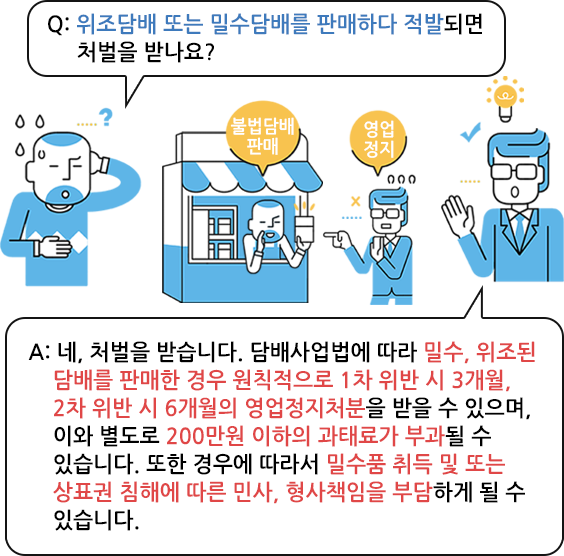 Q: 위조담배 또는 밀수담배를 판매하다 적발되면
처벌을 받나요?
.....?
불법담배
판매
영업
정지
A: 네, 처벌을 받습니다. 담배사업법에 따라 밀수, 위조된
담배를 판매한 경우 원칙적으로 1차 위반 시 3개월,
2차 위반 시 6개월의 영업정지처분을 받을 수 있으며,
이와 별도로 200만원 이하의 과태료가 부과될 수
있습니다. 또한 경우에 따라서 밀수품 취득 및 또는
상표권 침해에 따른 민사, 형사책임을 부담하게 될 수
있습니다.